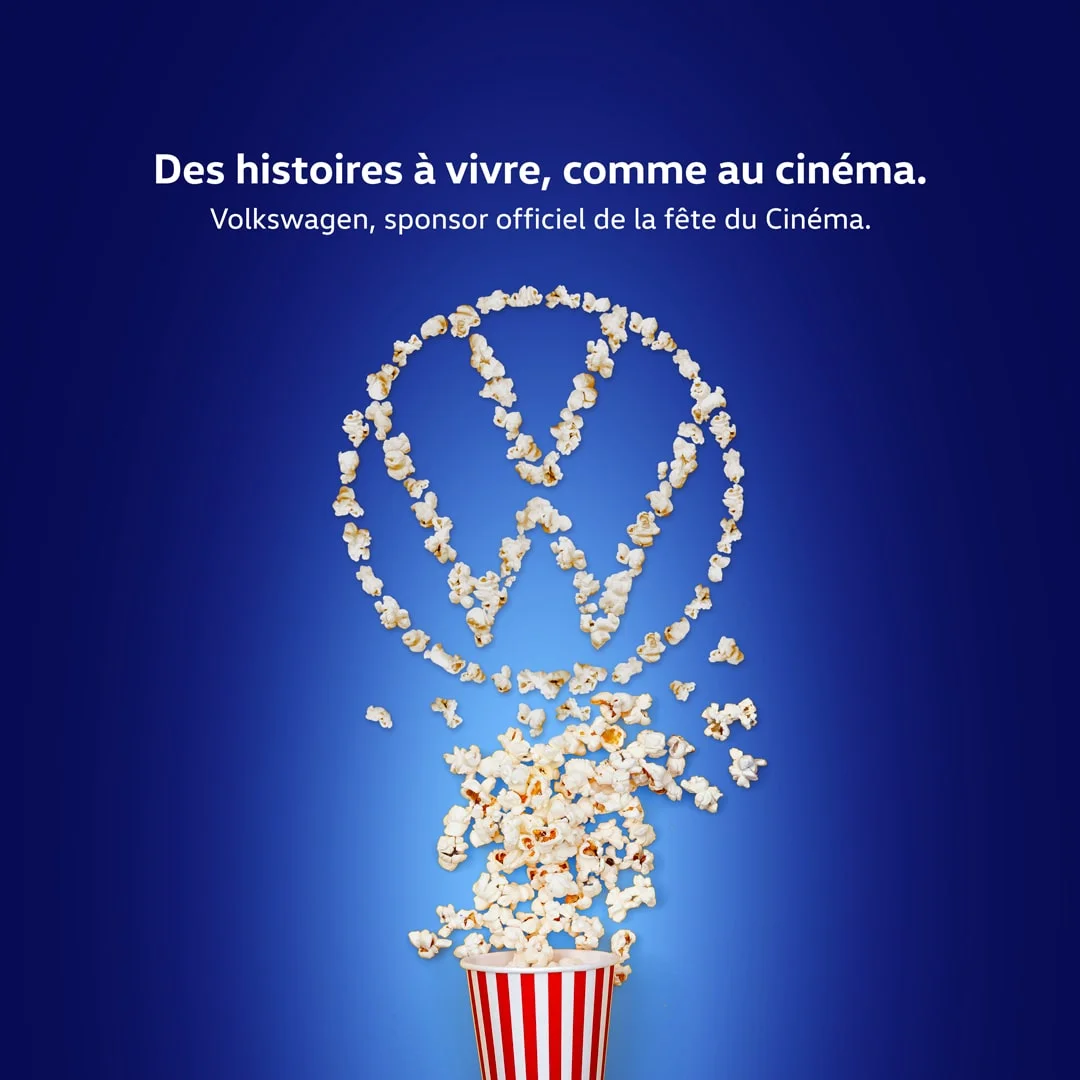 Des histoires à vivre, comme au cinéma.
Volkswagen, sponsor officiel de la fête du Cinéma.